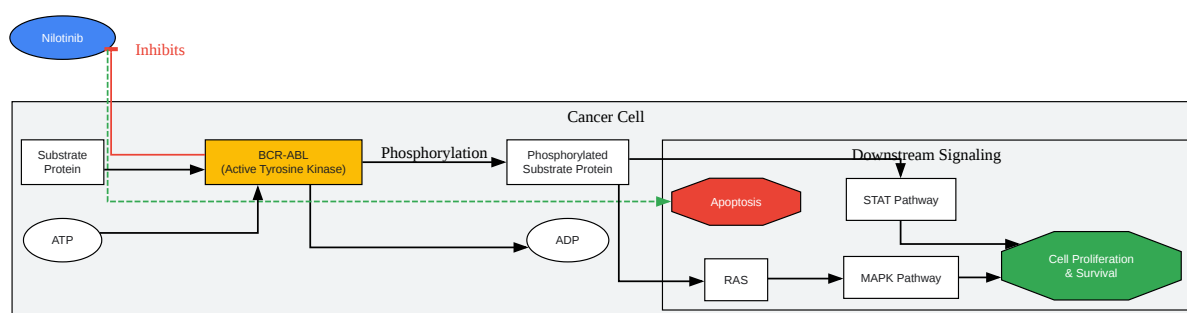 Nilotinib
Inhibits
Cancer Cell
Substrate
Protein
BCR-ABL
(Active Tyrosine Kinase)
Phosphorylation
Phosphorylated
Substrate Protein
Downstream Signaling
Apoptosis
STAT Pathway
ATP
ADP
Cell Proliferation
& Survival
RAS
MAPK Pathway